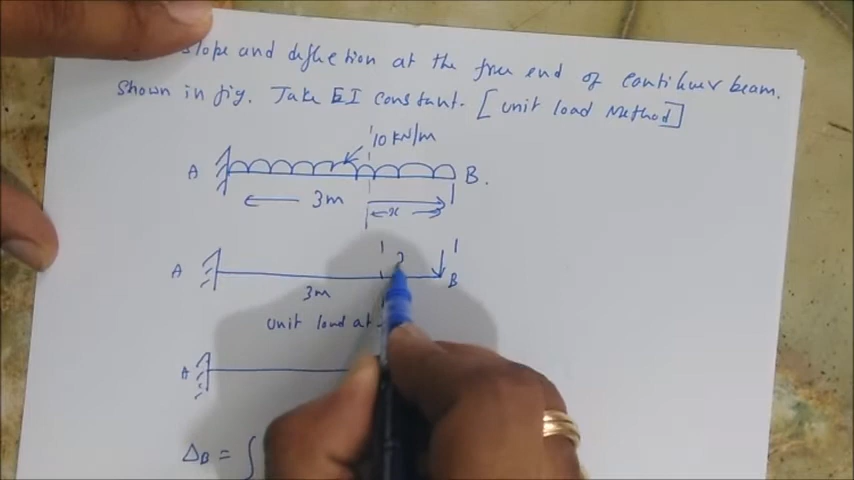 slope and deflection at the free end of cantilever beam.
shown in fig. Take EI constant. [unit load Method]
10 kN/m
A B.
3m
x
1
A B
3m
unit load at
A
ΔB = ∫